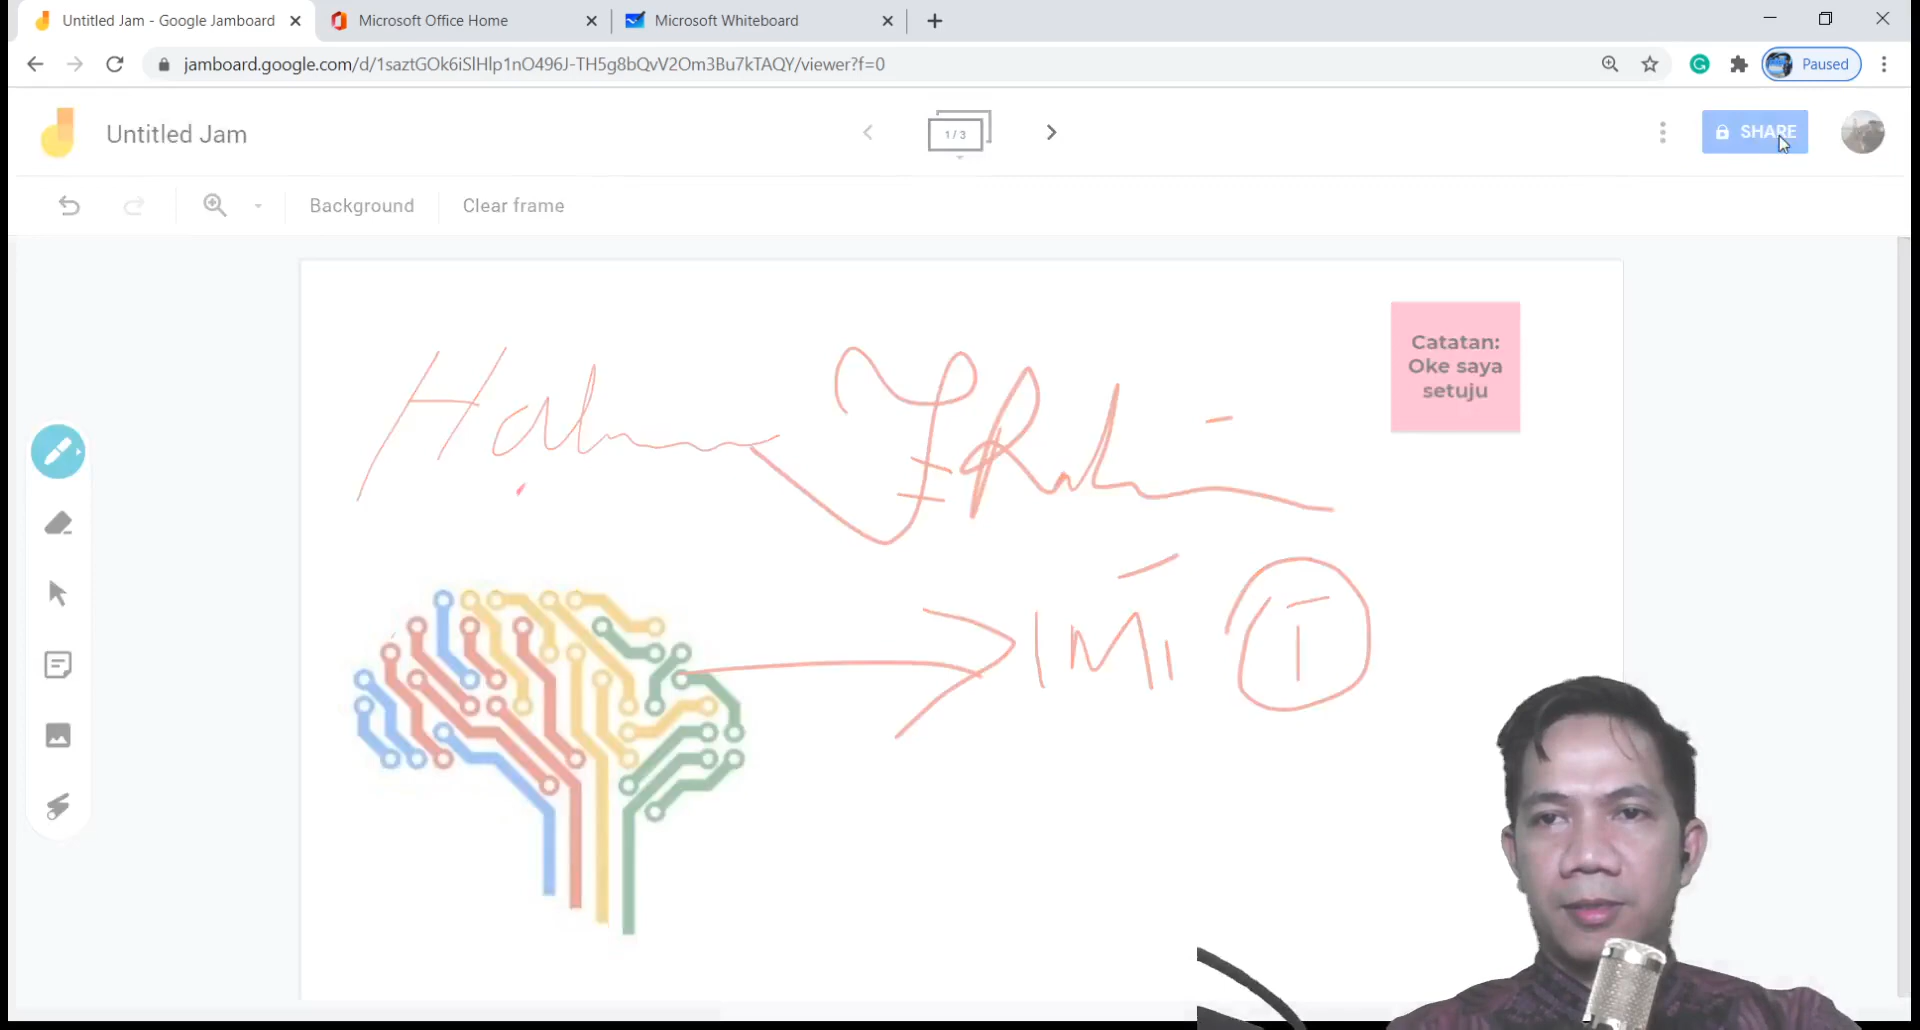 Untitled Jam - Google Jamboard
Microsoft Office Home
Microsoft Whiteboard
jamboard.google.com/d/1saztGOk6iSlHlp1nO496J-TH5g8bQvV2Om3Bu7kTAQY/viewer?f=0
Paused
Untitled Jam
1 / 3
SHARE
Background
Clear frame
Catatan:
Oke saya
setuju